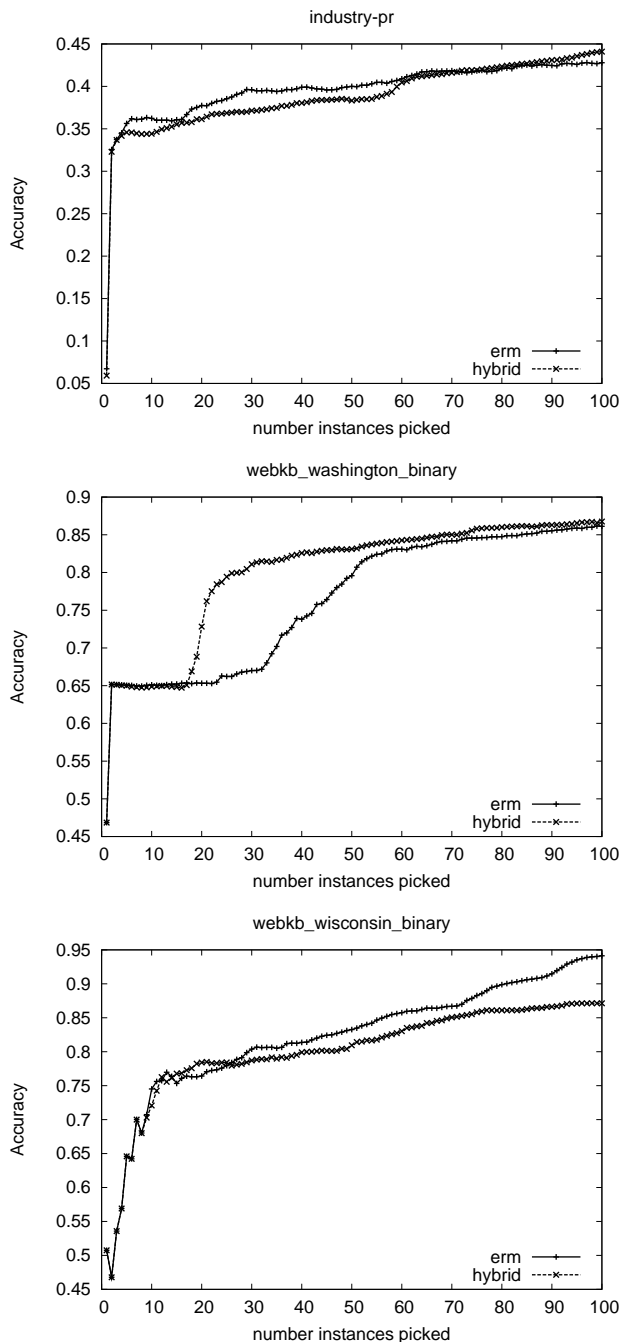 industry-pr
0.45
0.4
0.35
0.3
0.25
0.2
0.15
0.1
0.05
Accuracy
erm
hybrid
0 10 20 30 40 50 60 70 80 90 100
number instances picked
webkb_washington_binary
0.9
0.85
0.8
0.75
0.7
0.65
0.6
0.55
0.5
0.45
Accuracy
erm
hybrid
0 10 20 30 40 50 60 70 80 90 100
number instances picked
webkb_wisconsin_binary
0.95
0.9
0.85
0.8
0.75
0.7
0.65
0.6
0.55
0.5
0.45
Accuracy
erm
hybrid
0 10 20 30 40 50 60 70 80 90 100
number instances picked